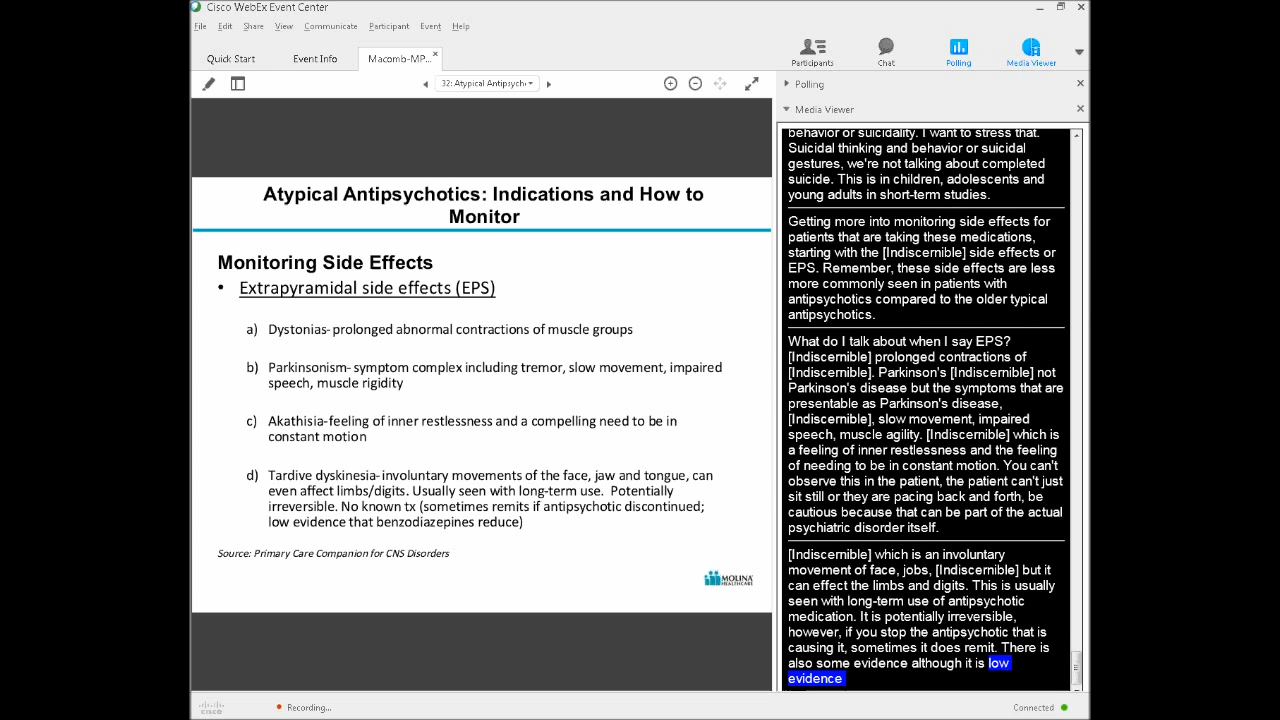 Cisco WebEx Event Center
File Edit Share View Communicate Participant Event Help
Quick Start Event Info Macomb-MP...
Participants Chat Polling Media Viewer
32: Atypical Antipsych
Polling
Media Viewer
Atypical Antipsychotics: Indications and How to
Monitor
Monitoring Side Effects
• Extrapyramidal side effects (EPS)
a) Dystonias- prolonged abnormal contractions of muscle groups
b) Parkinsonism- symptom complex including tremor, slow movement, impaired
speech, muscle rigidity
c) Akathisia-feeling of inner restlessness and a compelling need to be in
constant motion
d) Tardive dyskinesia- involuntary movements of the face, jaw and tongue, can
even affect limbs/digits. Usually seen with long-term use. Potentially
irreversible. No known tx (sometimes remits if antipsychotic discontinued;
low evidence that benzodiazepines reduce)
Source: Primary Care Companion for CNS Disorders
MOLINA
HEALTHCARE
behavior or suicidality. I want to stress that.
Suicidal thinking and behavior or suicidal
gestures, we're not talking about completed
suicide. This is in children, adolescents and
young adults in short-term studies.
Getting more into monitoring side effects for
patients that are taking these medications,
starting with the [Indiscernible] side effects or
EPS. Remember, these side effects are less
more commonly seen in patients with
antipsychotics compared to the older typical
antipsychotics.
What do I talk about when I say EPS?
[Indiscernible] prolonged contractions of
[Indiscernible]. Parkinson's [Indiscernible] not
Parkinson's disease but the symptoms that are
presentable as Parkinson's disease,
[Indiscernible], slow movement, impaired
speech, muscle agility. [Indiscernible] which is
a feeling of inner restlessness and the feeling
of needing to be in constant motion. You can't
observe this in the patient, the patient can't just
sit still or they are pacing back and forth, be
cautious because that can be part of the actual
psychiatric disorder itself.
[Indiscernible] which is an involuntary
movement of face, jobs, [Indiscernible] but it
can effect the limbs and digits. This is usually
seen with long-term use of antipsychotic
medication. It is potentially irreversible,
however, if you stop the antipsychotic that is
causing it, sometimes it does remit. There is
also some evidence although it is low
evidence
cisco
Recording...
Connected